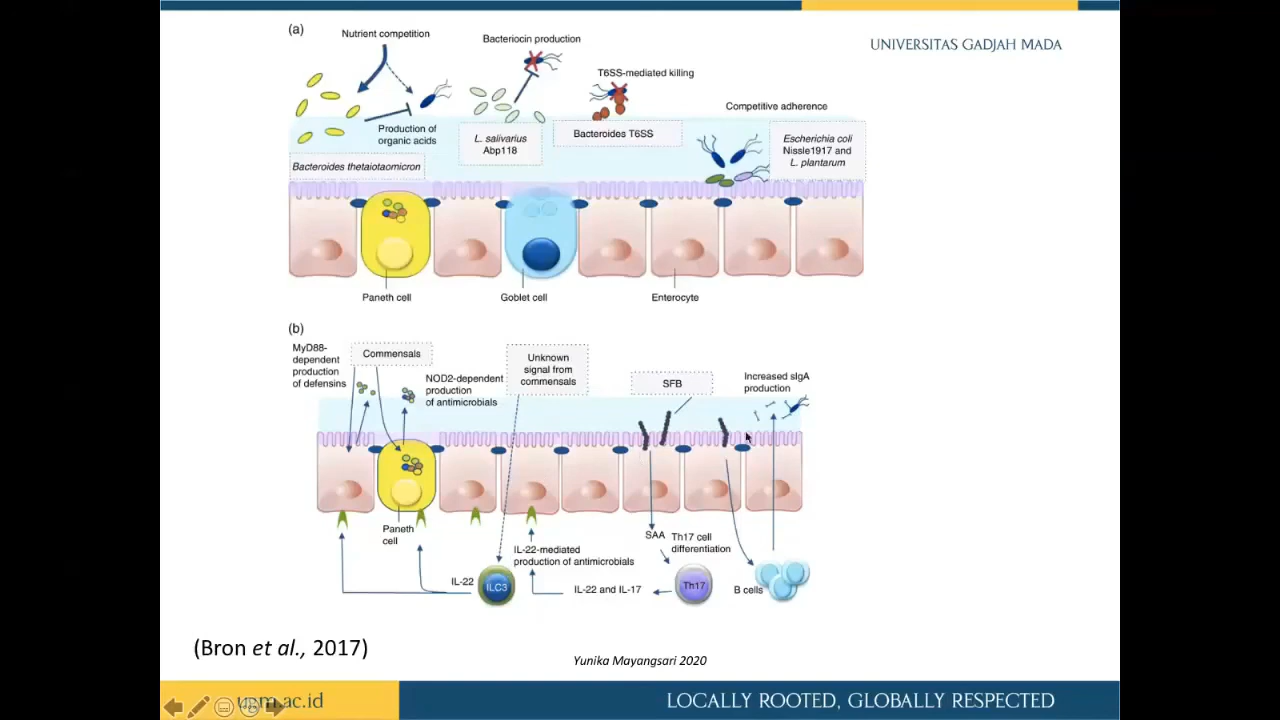 UNIVERSITAS GADJAH MADA
(a)
Nutrient competition
Bacteriocin production
T6SS-mediated killing
Competitive adherence
Production of
organic acids
L. salivarius
Abp118
Bacteroides T6SS
Escherichia coli
Nissle1917 and
L. plantarum
Bacteroides thetaiotaomicron
Paneth cell
Goblet cell
Enterocyte
(b)
MyD88-
dependent
production
of defensins
Commensals
NOD2-dependent
production
of antimicrobials
Unknown
signal from
commensals
SFB
Increased sIgA
production
Paneth
cell
IL-22
ILC3
IL-22-mediated
production of antimicrobials
IL-22 and IL-17
SAA
Th17 cell
differentiation
Th17
B cells
(Bron et al., 2017)
Yunika Mayangsari 2020
ugm.ac.id
LOCALLY ROOTED, GLOBALLY RESPECTED